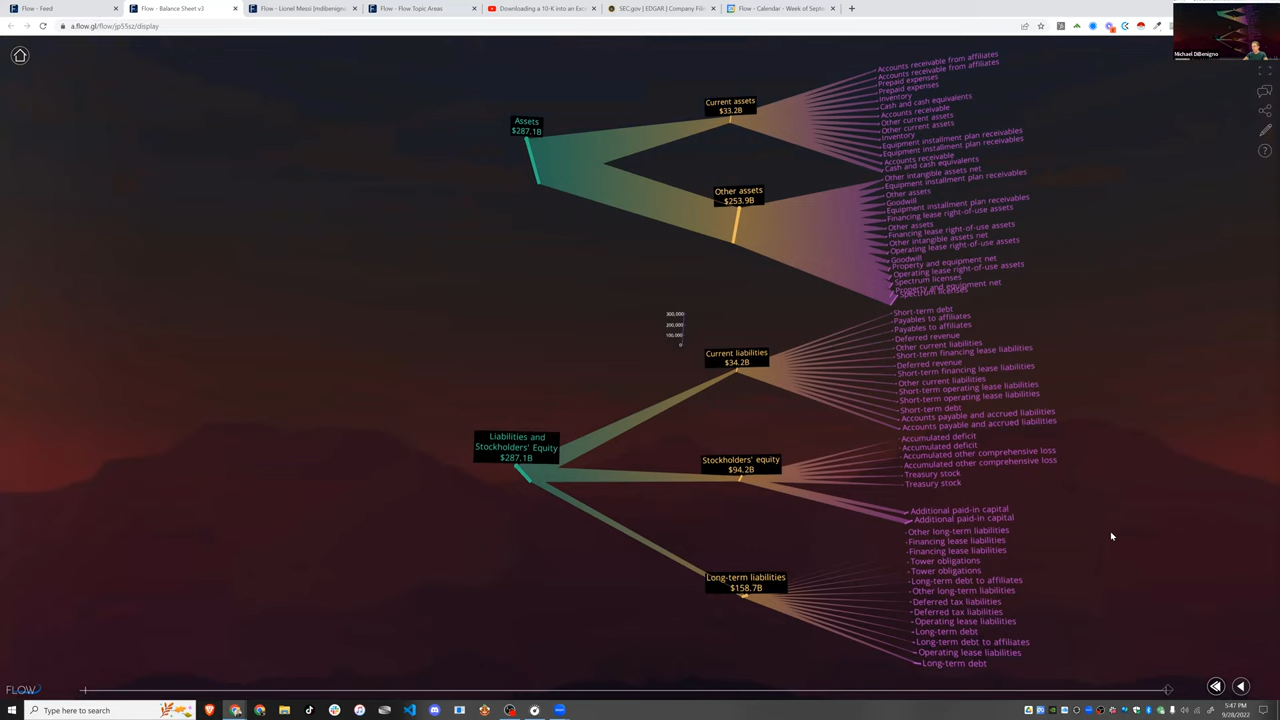 Flow - Feed
Flow - Balance Sheet v3
Flow - Lionel Messi [mdibenigno
Flow - Flow Topic Areas
Downloading a 10-K into an Exce
SEC.gov | EDGAR | Company Fili
Flow - Calendar - Week of Septe
a.flow.gl/flow/jp55sz/display
Michael DiBenigno
Assets
$287.1B
Current assets
$33.2B
Accounts receivable from affiliates
Accounts receivable from affiliates
Prepaid expenses
Prepaid expenses
Inventory
Cash and cash equivalents
Accounts receivable
Other current assets
Other current assets
Inventory
Equipment installment plan receivables
Equipment installment plan receivables
Accounts receivable
Cash and cash equivalents
Other assets
$253.9B
Other intangible assets net
Equipment installment plan receivables
Other assets
Goodwill
Equipment installment plan receivables
Financing lease right-of-use assets
Other assets
Financing lease right-of-use assets
Other intangible assets net
Operating lease right-of-use assets
Goodwill
Property and equipment net
Operating lease right-of-use assets
Spectrum licenses
Property and equipment net
Spectrum licenses
300,000
200,000
100,000
0
Current liabilities
$34.2B
Short-term debt
Payables to affiliates
Payables to affiliates
Deferred revenue
Other current liabilities
Short-term financing lease liabilities
Deferred revenue
Short-term financing lease liabilities
Other current liabilities
Short-term operating lease liabilities
Short-term operating lease liabilities
Short-term debt
Accounts payable and accrued liabilities
Accounts payable and accrued liabilities
Liabilities and
Stockholders' Equity
$287.1B
Stockholders' equity
$94.2B
Accumulated deficit
Accumulated deficit
Accumulated other comprehensive loss
Accumulated other comprehensive loss
Treasury stock
Treasury stock
Additional paid-in capital
Additional paid-in capital
Long-term liabilities
$158.7B
Other long-term liabilities
Financing lease liabilities
Financing lease liabilities
Tower obligations
Tower obligations
Long-term debt to affiliates
Other long-term liabilities
Deferred tax liabilities
Deferred tax liabilities
Operating lease liabilities
Long-term debt
Long-term debt to affiliates
Operating lease liabilities
Long-term debt
FLOW
Type here to search
5:47 PM
9/28/2022